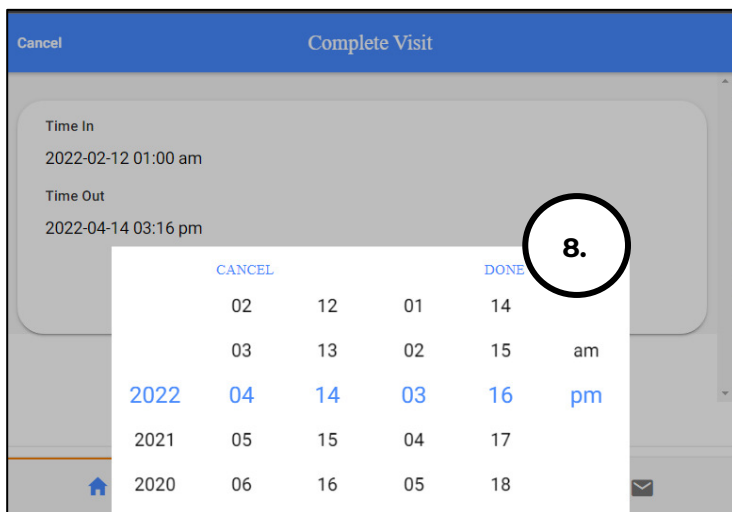 Cancel Complete Visit
Time In
2022-02-12 01:00 am
Time Out
2022-04-14 03:16 pm
8.
CANCEL DONE
02 12 01 14
03 13 02 15 am
2022 04 14 03 16 pm
2021 05 15 04 17
2020 06 16 05 18